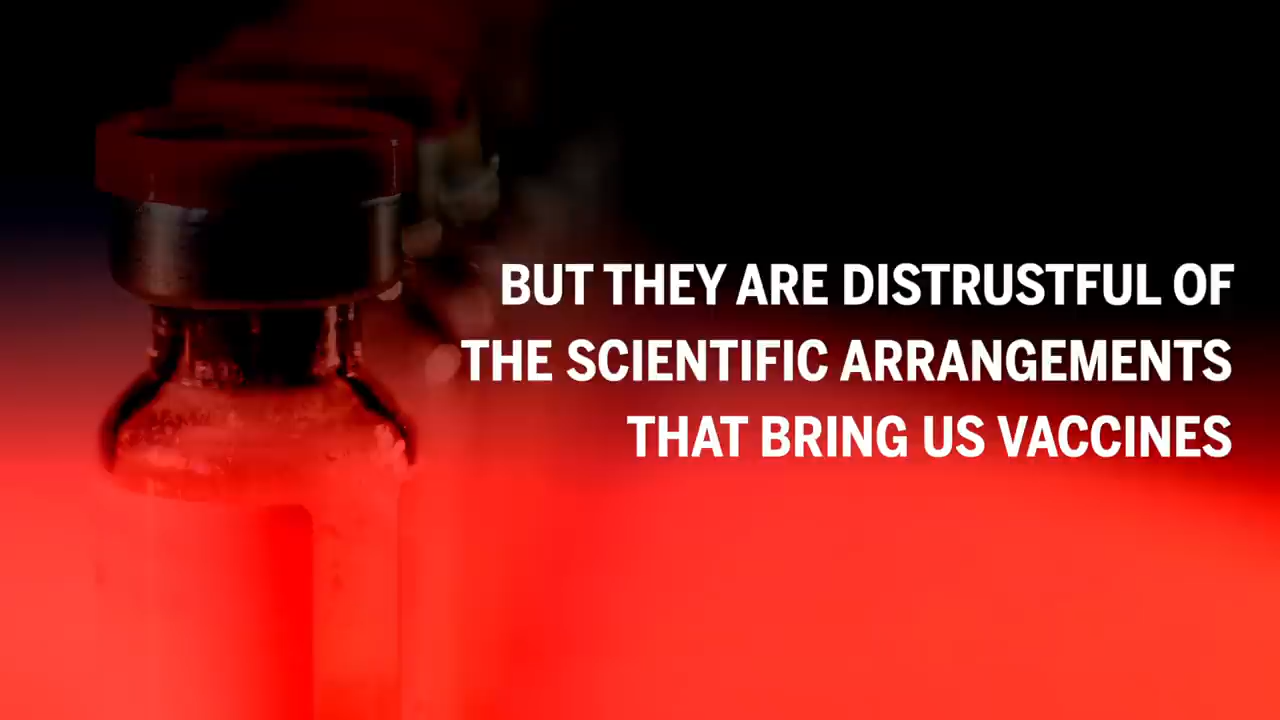 BUT THEY ARE DISTRUSTFUL OF
THE SCIENTIFIC ARRANGEMENTS
THAT BRING US VACCINES